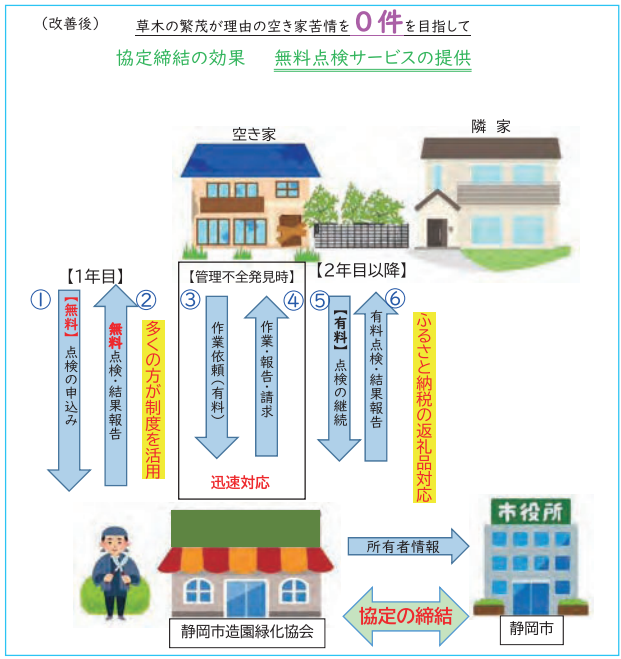 （改善後）
草木の繁茂が理由の空き家苦情を０件を目指して
協定締結の効果　無料点検サービスの提供
空き家
隣　家
【1年目】
【管理不全発見時】
【2年目以降】
①
【無料】点検の申込み
②
無料点検・結果報告
多くの方が制度を活用
③
作業依頼（有料）
④
作業・報告・請求
迅速対応
⑤
【有料】点検の継続
⑥
有料点検・結果報告
ふるさと納税の返礼品対応
市役所
所有者情報
協定の締結
静岡市造園緑化協会
静岡市